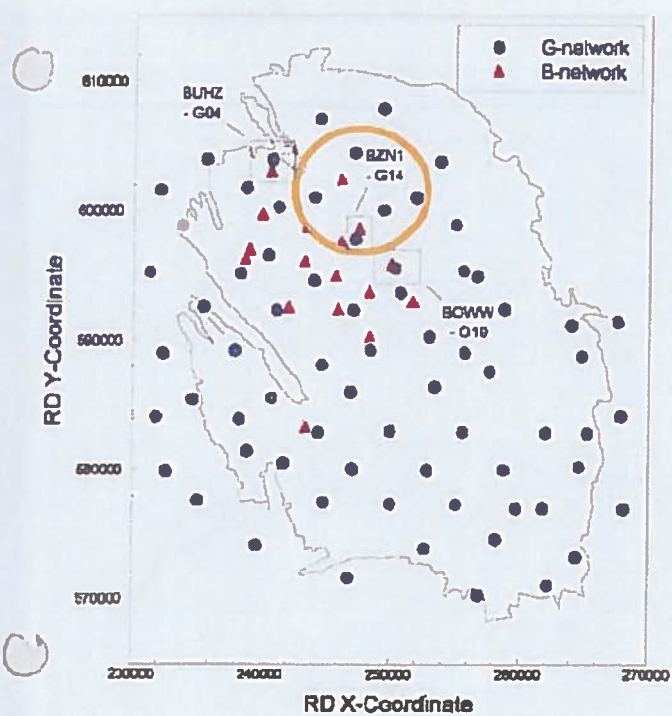 G-network
B-network
610000
BUHZ
- G04
BZN1
- G14
600000
BOWW
- G19
590000
580000
570000
RD Y-Coordinate
230000 240000 250000 260000 270000
RD X-Coordinate